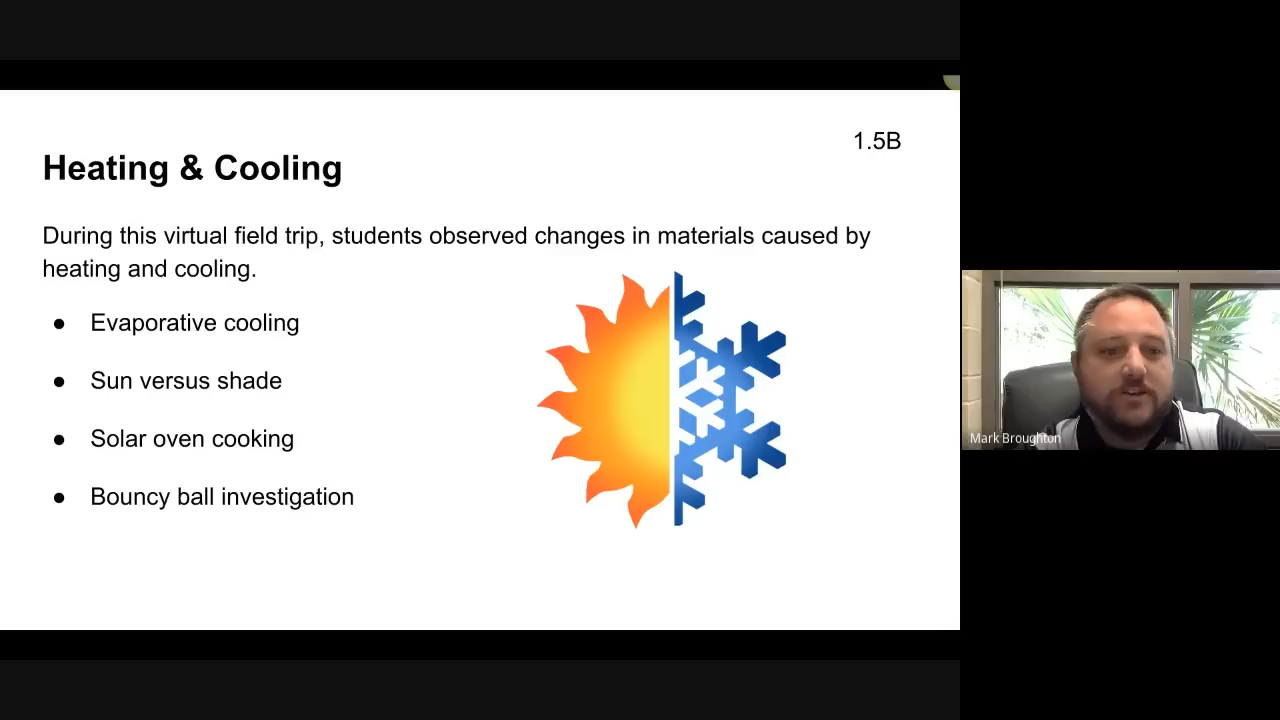 1.5B
Heating & Cooling
During this virtual field trip, students observed changes in materials caused by
heating and cooling.
● Evaporative cooling
● Sun versus shade
● Solar oven cooking
● Bouncy ball investigation
Mark Broughton